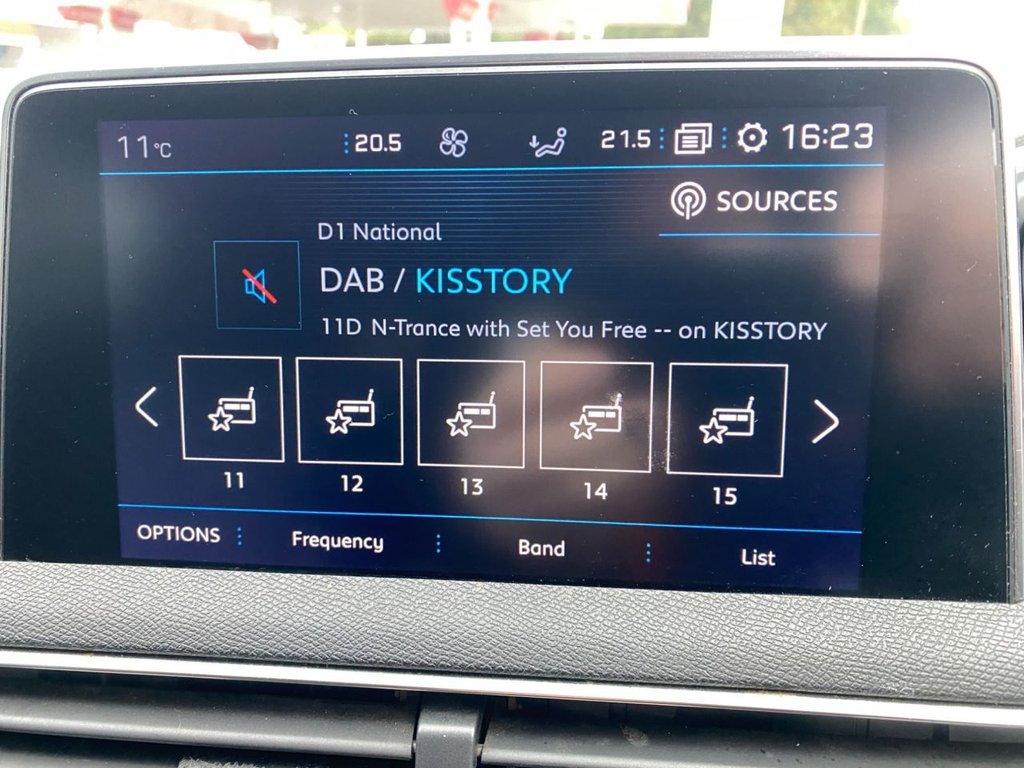 11°C 20.5 21.5 16:23
SOURCES
D1 National
DAB / KISSTORY
11D N-Trance with Set You Free -- on KISSTORY
11 12 13 14 15
OPTIONS Frequency Band List